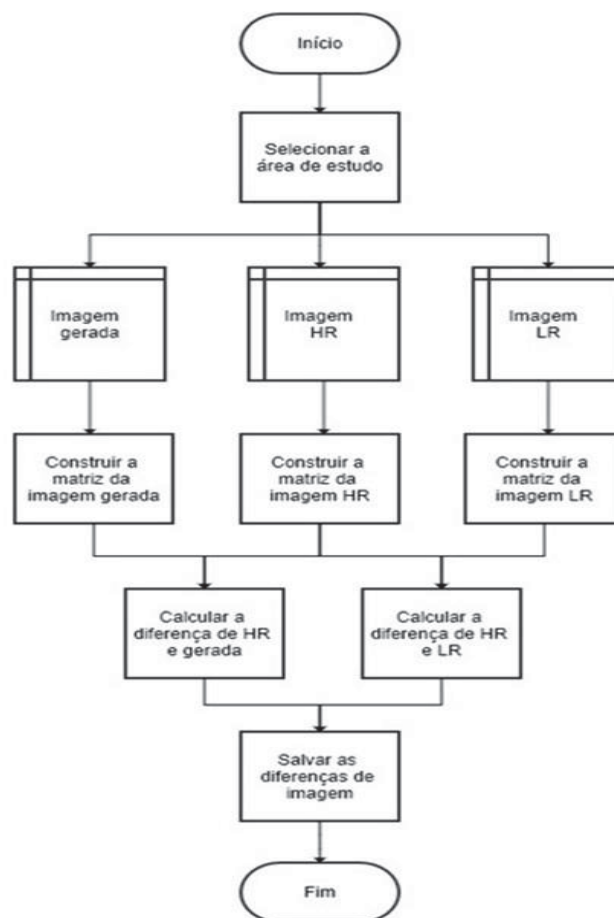 Início
Selecionar a
área de estudo
Imagem
gerada
Imagem
HR
Imagem
LR
Construir a
matriz da
imagem gerada
Construir a
matriz da
imagem HR
Construir a
matriz da
imagem LR
Calcular a
diferença de HR
e gerada
Calcular a
diferença de HR
e LR
Salvar as
diferenças de
imagem
Fim